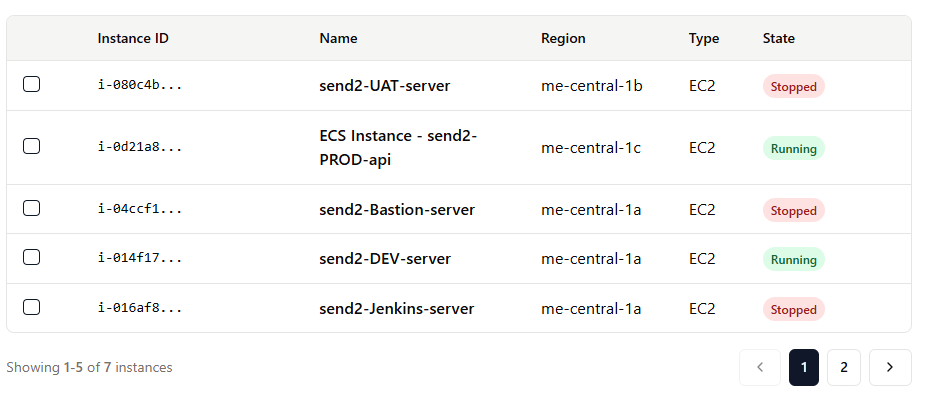 Instance ID Name Region Type State
i-080c4b... send2-UAT-server me-central-1b EC2 Stopped
ECS Instance - send2-
i-0d21a8... PROD-api me-central-1c EC2 Running
i-04ccf1... send2-Bastion-server me-central-1a EC2 Stopped
i-014f17... send2-DEV-server me-central-1a EC2 Running
i-016af8... send2-Jenkins-server me-central-1a EC2 Stopped
Showing 1-5 of 7 instances 1 2